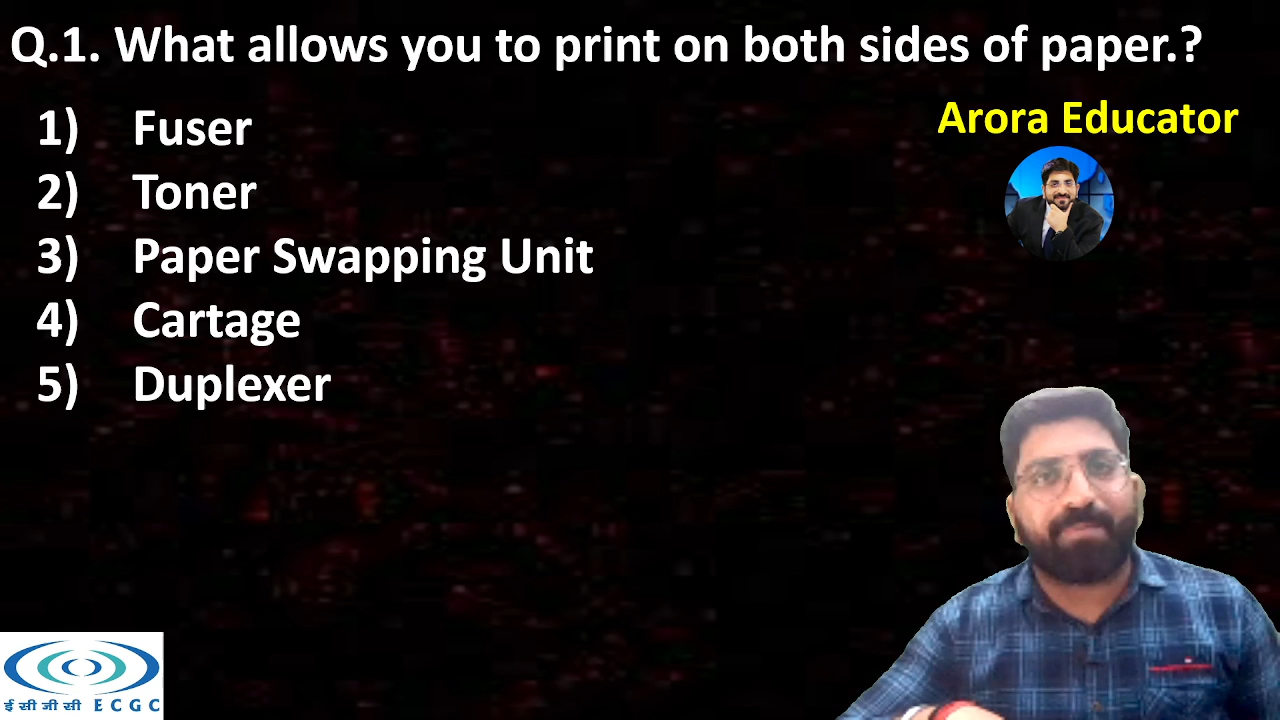 Q.1. What allows you to print on both sides of paper.?
Arora Educator
1) Fuser
2) Toner
3) Paper Swapping Unit
4) Cartage
5) Duplexer
ई सी जी सी E C G C